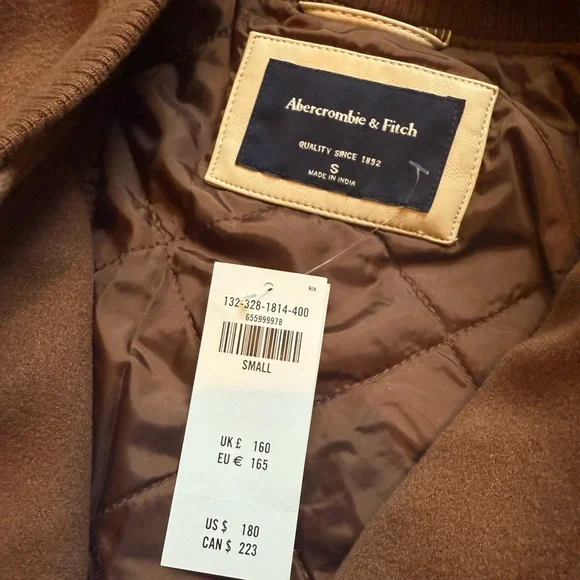 Abercrombie & Fitch
QUALITY SINCE 1892
S
MADE IN INDIA
132-328-1814-400
655999978
SMALL
UK £ 160
EU € 165
US $ 180
CAN $ 223